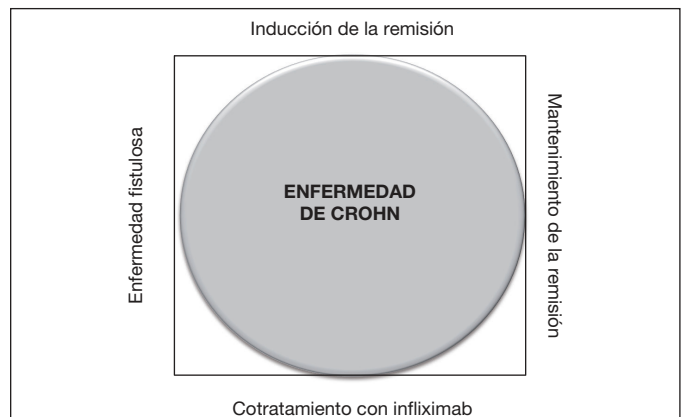 Inducción de la remisión
Enfermedad fistulosa
ENFERMEDAD
DE CROHN
Mantenimiento de la remisión
Cotratamiento con infliximab